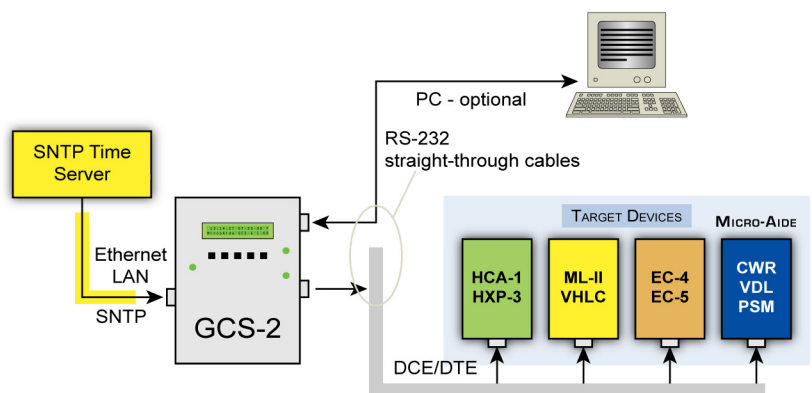 SNTP Time
Server
Ethernet
LAN
SNTP
GCS-2
PC - optional
RS-232
straight-through cables
TARGET DEVICES
MICRO-AIDE
HCA-1
HXP-3
ML-II
VHLC
EC-4
EC-5
CWR
VDL
PSM
DCE/DTE